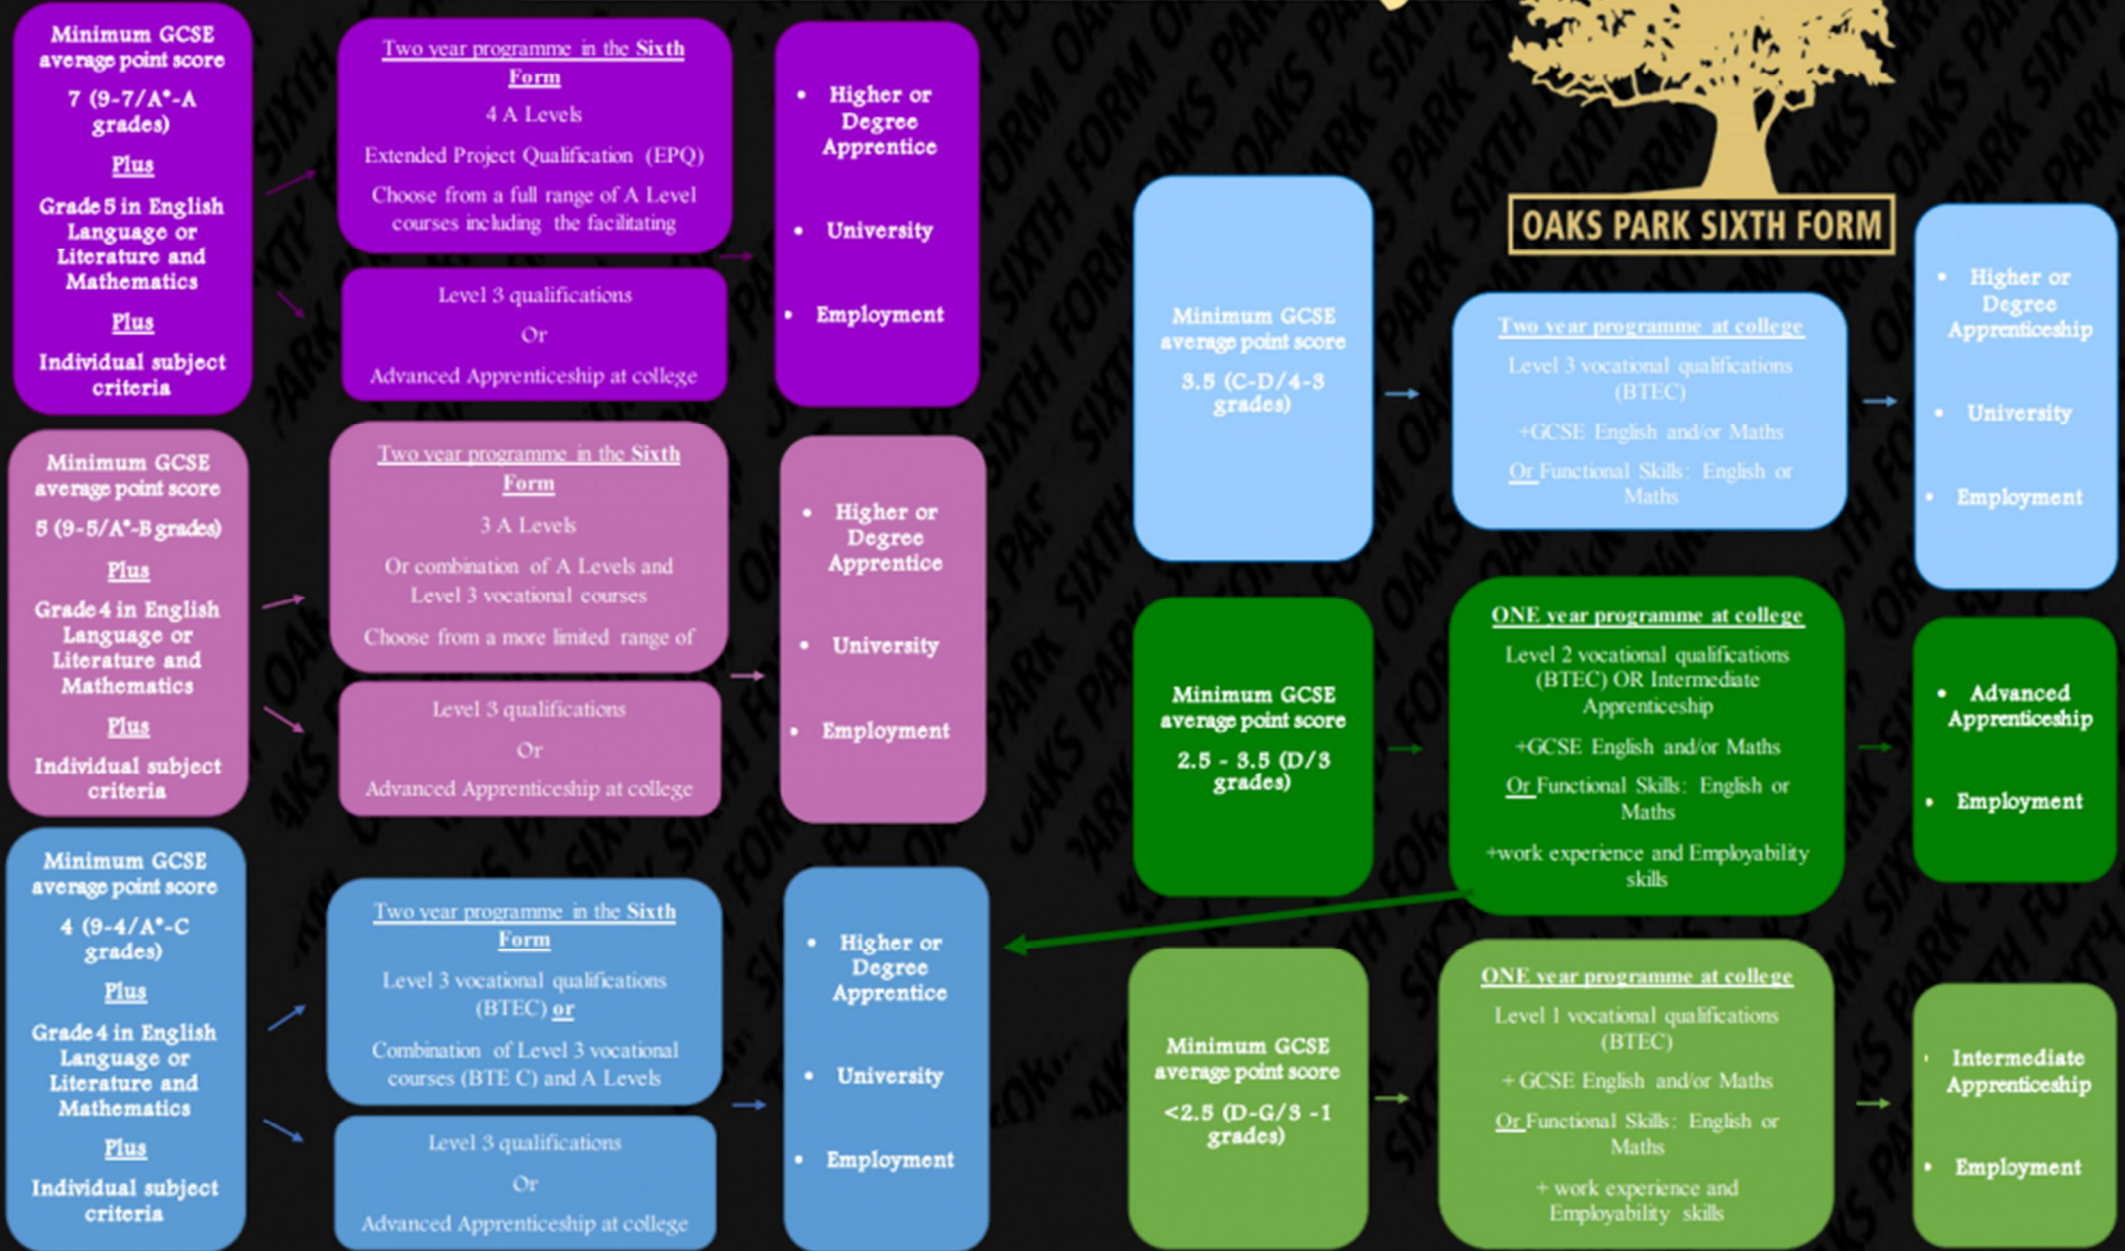 Minimum GCSE
average point score
7 (9-7/A*-A
grades)
Plus
Grade 5 in English
Language or
Literature and
Mathematics
Plus
Individual subject
criteria
Two year programme in the Sixth
Form
4 A Levels
Extended Project Qualification (EPQ)
Choose from a full range of A Level
courses including the facilitating
Level 3 qualifications
Or
Advanced Apprenticeship at college
• Higher or
Degree
Apprentice
• University
• Employment
Minimum GCSE
average point score
5 (9-5/A*-B grades)
Plus
Grade 4 in English
Language or
Literature and
Mathematics
Plus
Individual subject
criteria
Two year programme in the Sixth
Form
3 A Levels
Or combination of A Levels and
Level 3 vocational courses
Choose from a more limited range of
Level 3 qualifications
Or
Advanced Apprenticeship at college
• Higher or
Degree
Apprentice
• University
• Employment
Minimum GCSE
average point score
4 (9-4/A*-C
grades)
Plus
Grade 4 in English
Language or
Literature and
Mathematics
Plus
Individual subject
criteria
Two year programme in the Sixth
Form
Level 3 vocational qualifications
(BTEC) or
Combination of Level 3 vocational
courses (BTE C) and A Levels
Level 3 qualifications
Or
Advanced Apprenticeship at college
• Higher or
Degree
Apprentice
• University
• Employment
OAKS PARK SIXTH FORM
Minimum GCSE
average point score
3.5 (C-D/4-3
grades)
Two year programme at college
Level 3 vocational qualifications
(BTEC)
+GCSE English and/or Maths
Or Functional Skills: English or
Maths
• Higher or
Degree
Apprenticeship
• University
• Employment
Minimum GCSE
average point score
2.5 - 3.5 (D/3
grades)
ONE year programme at college
Level 2 vocational qualifications
(BTEC) OR Intermediate
Apprenticeship
+GCSE English and/or Maths
Or Functional Skills: English or
Maths
+work experience and Employability
skills
• Advanced
Apprenticeship
• Employment
Minimum GCSE
average point score
<2.5 (D-G/3 -1
grades)
ONE year programme at college
Level 1 vocational qualifications
(BTEC)
+ GCSE English and/or Maths
Or Functional Skills: English or
Maths
+ work experience and
Employability skills
• Intermediate
Apprenticeship
• Employment